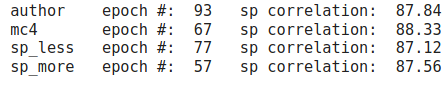 author epoch #: 93 sp correlation: 87.84
mc4 epoch #: 67 sp correlation: 88.33
sp_less epoch #: 77 sp correlation: 87.12
sp_more epoch #: 57 sp correlation: 87.56